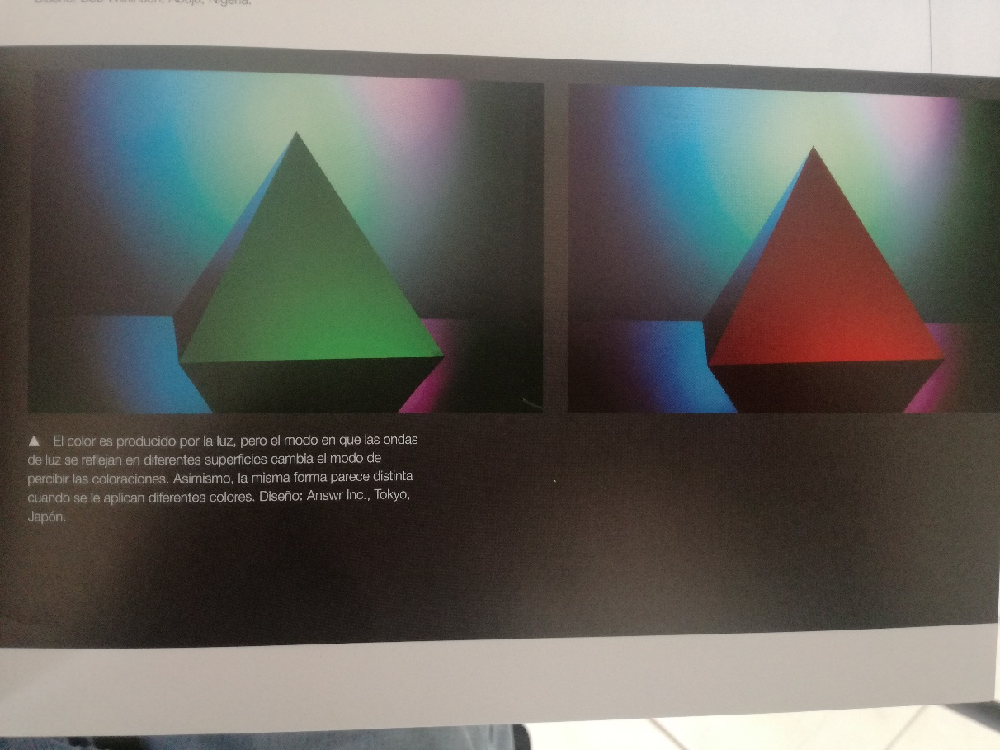 Nigeria.
▲ El color es producido por la luz, pero el modo en que las ondas
de luz se reflejan en diferentes superficies cambia el modo de
percibir las coloraciones. Asimismo, la misma forma parece distinta
cuando se le aplican diferentes colores. Diseño: Answr Inc., Tokyo,
Japón.